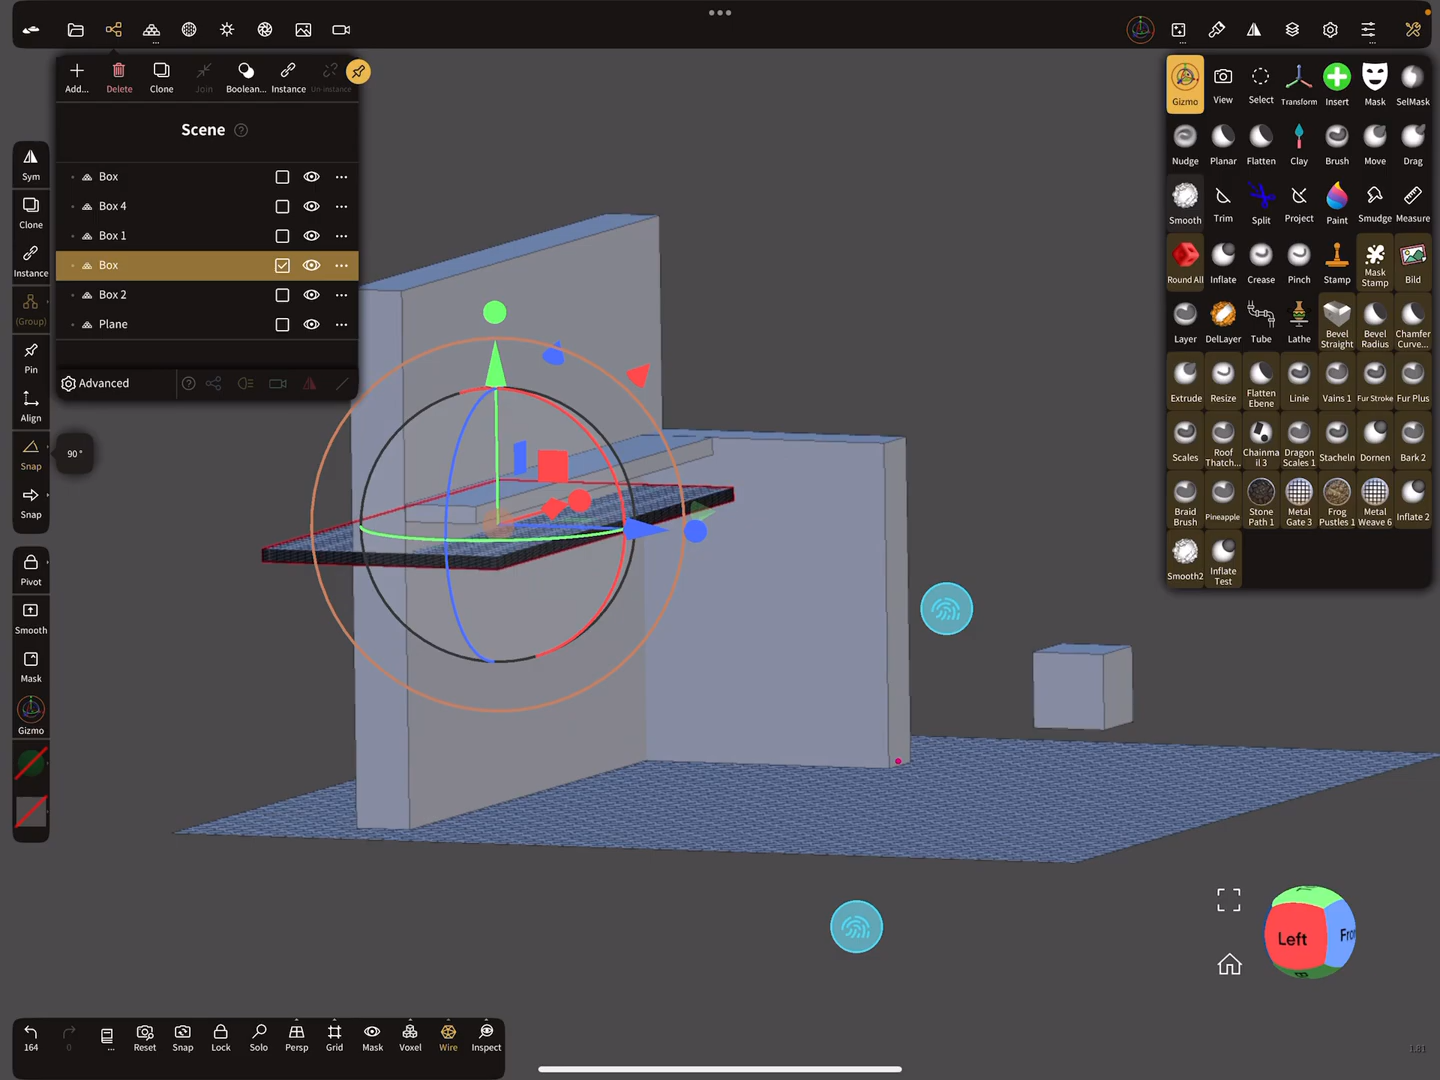 Add...
Delete
Clone
Join
Boolean...
Instance
Un-instance
Scene
Box
Box 4
Box 1
Box
Box 2
Plane
Advanced
Sym
Clone
Instance
(Group)
Pin
Align
Snap
90°
Snap
Pivot
Smooth
Mask
Gizmo
Gizmo
View
Select
Transform
Insert
Mask
SelMask
Nudge
Planar
Flatten
Clay
Brush
Move
Drag
Smooth
Trim
Split
Project
Paint
Smudge
Measure
Round All
Inflate
Crease
Pinch
Stamp
Mask
Stamp
Bild
Layer
DelLayer
Tube
Lathe
Bevel
Straight
Bevel
Radius
Chamfer
Curve...
Extrude
Resize
Flatten
Ebene
Linie
Vains 1
Fur Stroke
Fur Plus
Scales
Roof
Thatch...
Chainma
il 3
Dragon
Scales 1
Stacheln
Dornen
Bark 2
Braid
Brush
Pineapple
Stone
Path 1
Metal
Gate 3
Frog
Pustles 1
Metal
Weave 6
Inflate 2
Smooth2
Inflate
Test
Left
Fro
164
0
...
Reset
Snap
Lock
Solo
Persp
Grid
Mask
Voxel
Wire
Inspect
1.81